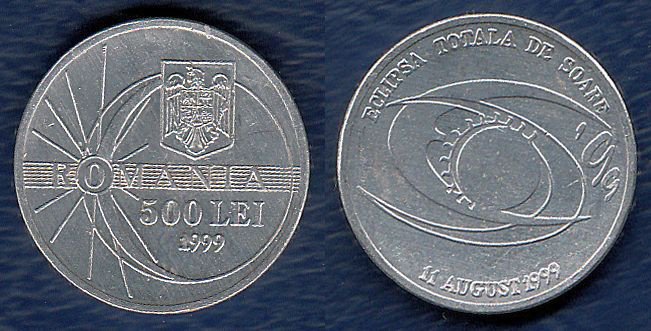 ROMANIA
500 LEI
1999
ECLIPSA TOTALA DE SOARE
11 AUGUST 1999